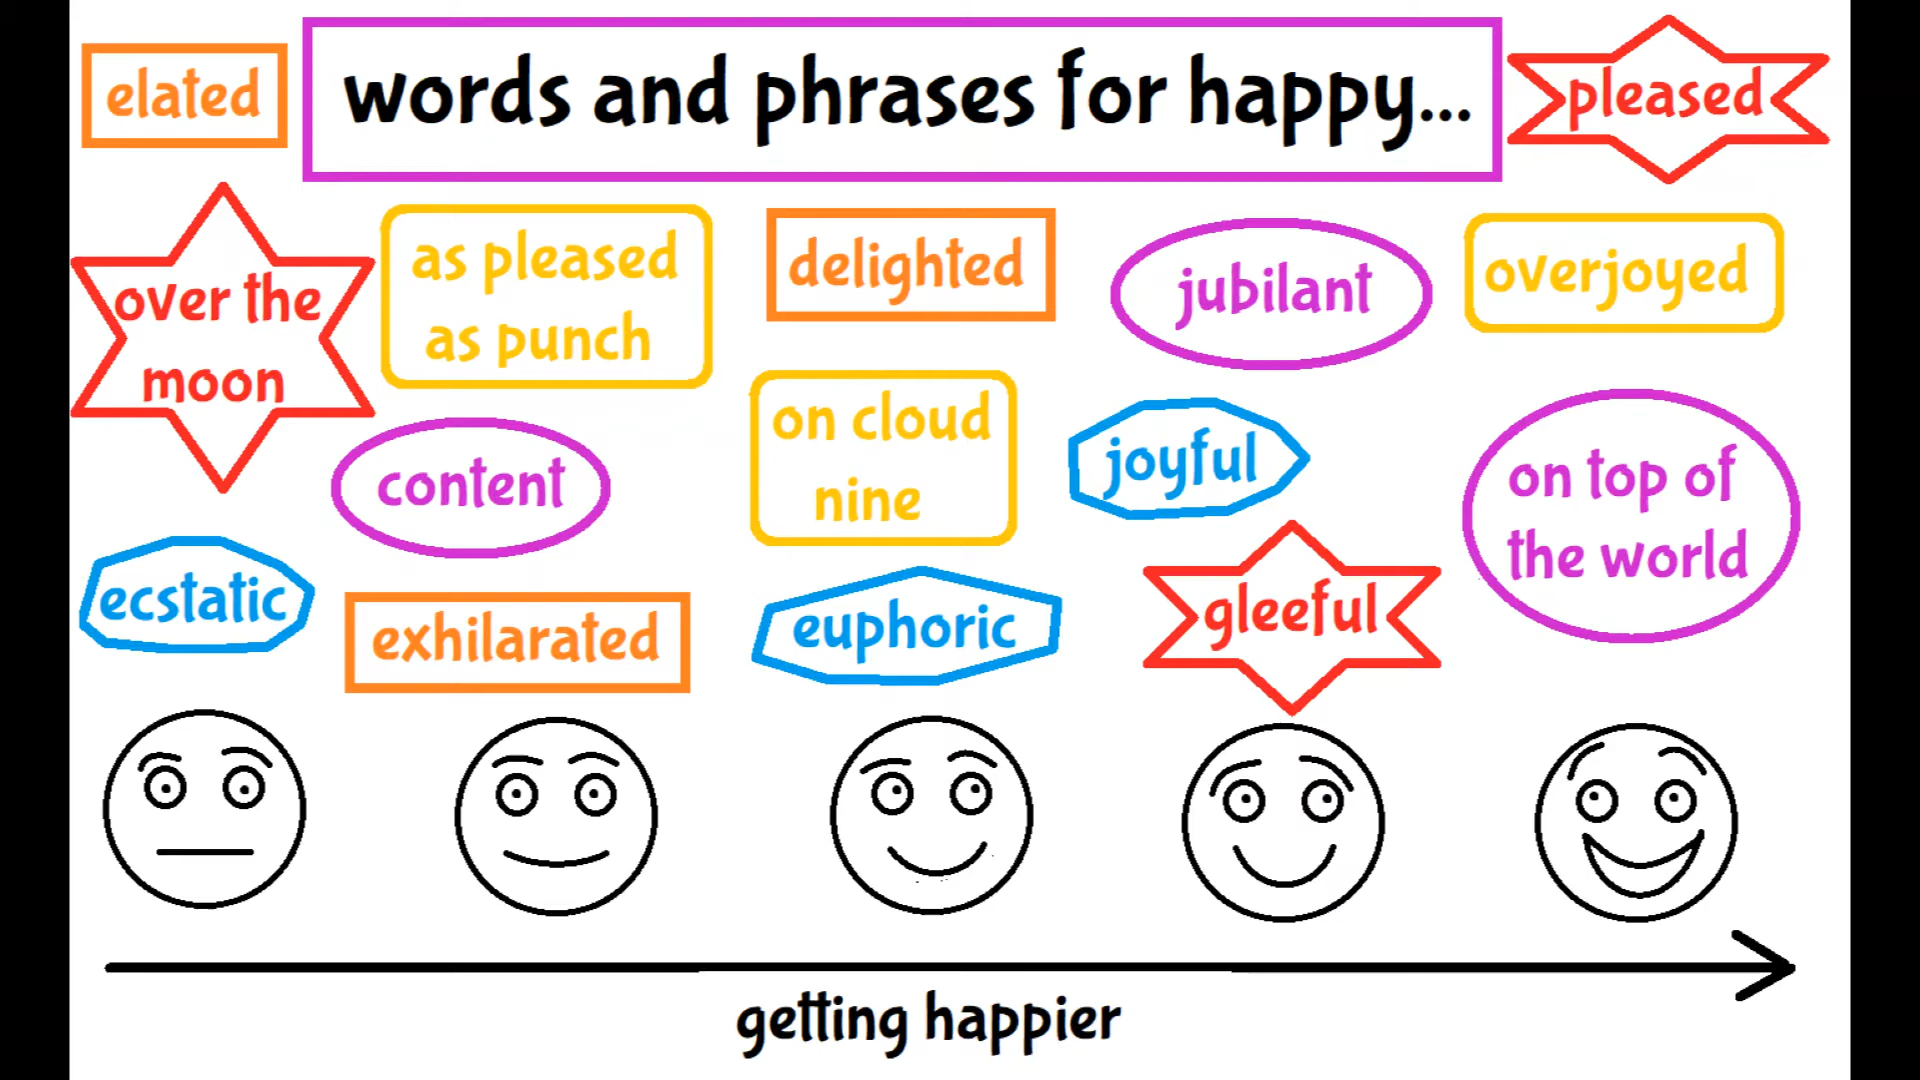 elated
words and phrases for happy...
pleased
over the
moon
as pleased
as punch
delighted
jubilant
overjoyed
content
on cloud
nine
joyful
on top of
the world
ecstatic
exhilarated
euphoric
gleeful
getting happier